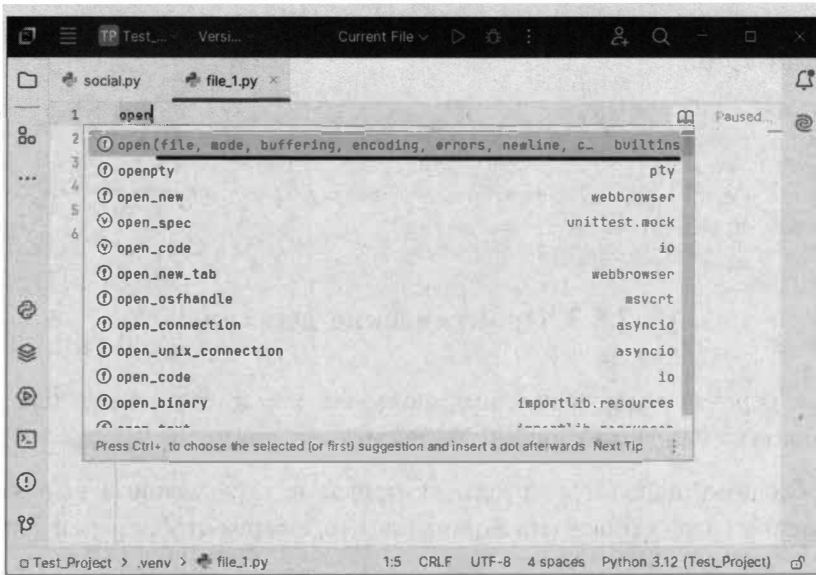 TP Test_... Versi... Current File
social.py file_1.py ×
1 open Paused...
2 open(file, mode, buffering, encoding, errors, newline, c… builtins
3 openpty pty
4 open_new webbrowser
5 open_spec unittest.mock
6 open_code io
open_new_tab webbrowser
open_osfhandle msvcrt
open_connection asyncio
open_unix_connection asyncio
open_code io
open_binary importlib.resources
Press Ctrl+. to choose the selected (or first) suggestion and insert a dot afterwards Next Tip
Test_Project > .venv > file_1.py 1:5 CRLF UTF-8 4 spaces Python 3.12 (Test_Project)